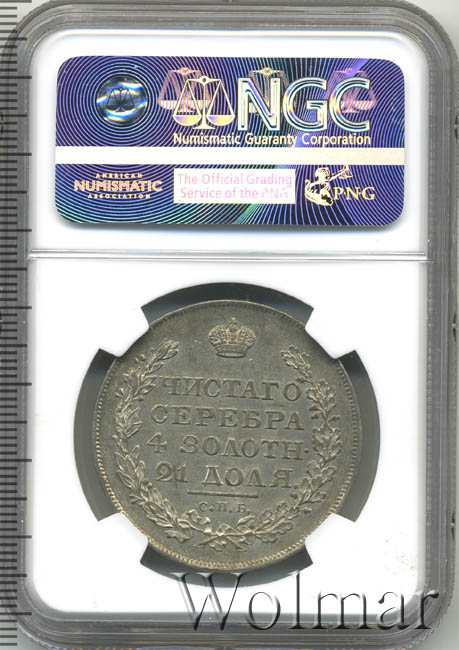 NGC
Numismatic Guaranty Corporation
AMERICAN
NUMISMATIC
ASSOCIATION
The Official Grading
Service of the ANA
PNG
ЧИСТАГО
СЕРЕБРА
4 ЗОЛОТН·
21 ДОЛЯ
С.П.Б.
Wolmar